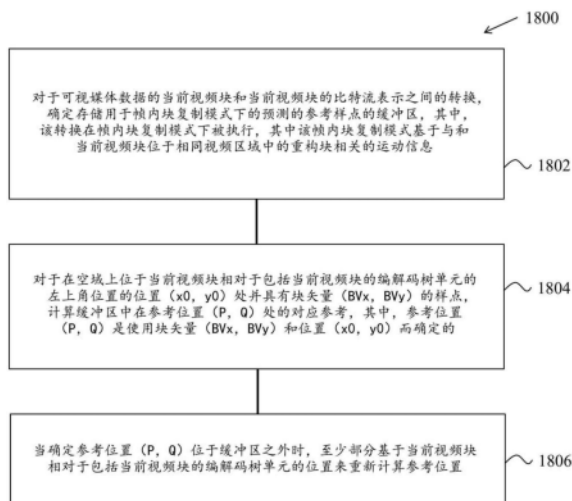 1800
对于可视媒体数据的当前视频块和当前视频块的比特流表示之间的转换，
确定存储用于帧内块复制模式下的预测的参考样点的缓冲区，其中，
该转换在帧内块复制模式下被执行，其中该帧内块复制模式基于与和
当前视频块位于相同视频区域中的重构块相关的运动信息
1802
对于在空域上位于当前视频块相对于包括当前视频块的编解码树单元的
左上角位置的位置（x0, y0）处并具有块矢量（BVx, BVy）的样点，
计算缓冲区中在参考位置（P, Q）处的对应参考，其中，参考位置
（P, Q）是使用块矢量（BVx, BVy）和位置（x0, y0）而确定的
1804
当确定参考位置（P, Q）位于缓冲区之外时，至少部分基于当前视频块
相对于包括当前视频块的编解码树单元的位置来重新计算参考位置
1806